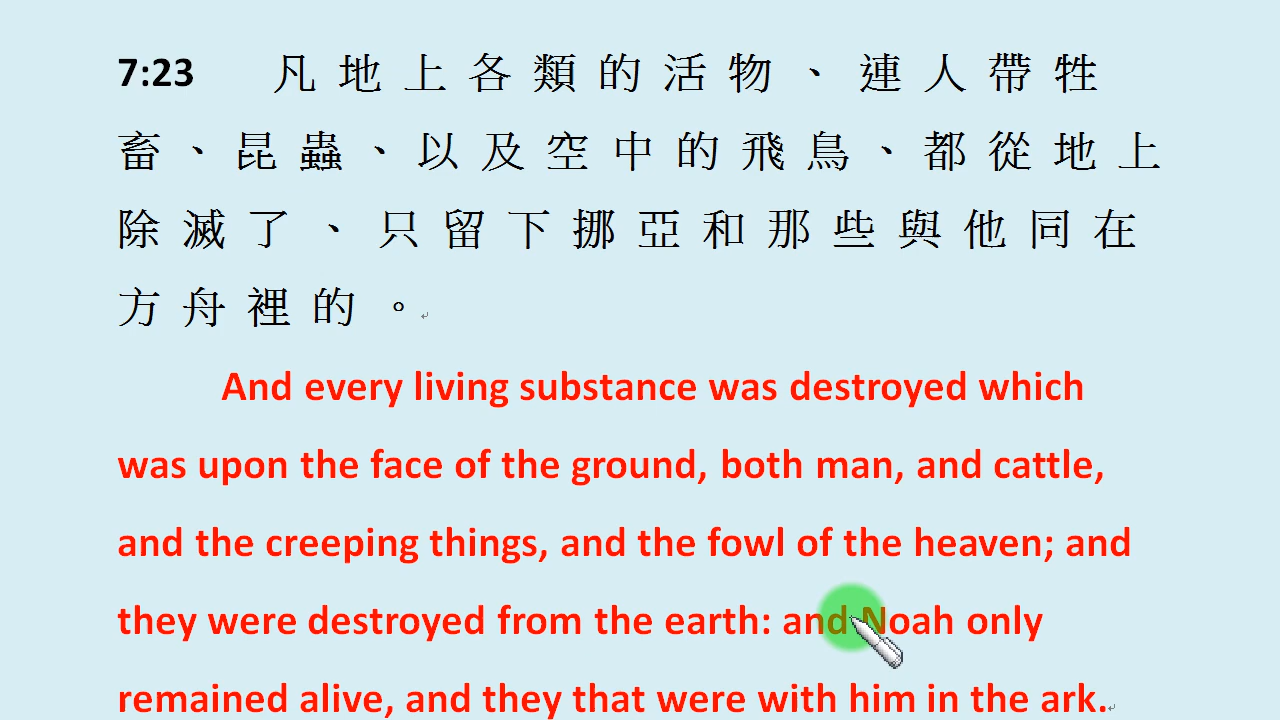 7:23 凡地上各類的活物、連人帶牲
畜、昆蟲、以及空中的飛鳥、都從地上
除滅了、只留下挪亞和那些與他同在
方舟裡的。
And every living substance was destroyed which
was upon the face of the ground, both man, and cattle,
and the creeping things, and the fowl of the heaven; and
they were destroyed from the earth: and Noah only
remained alive, and they that were with him in the ark.